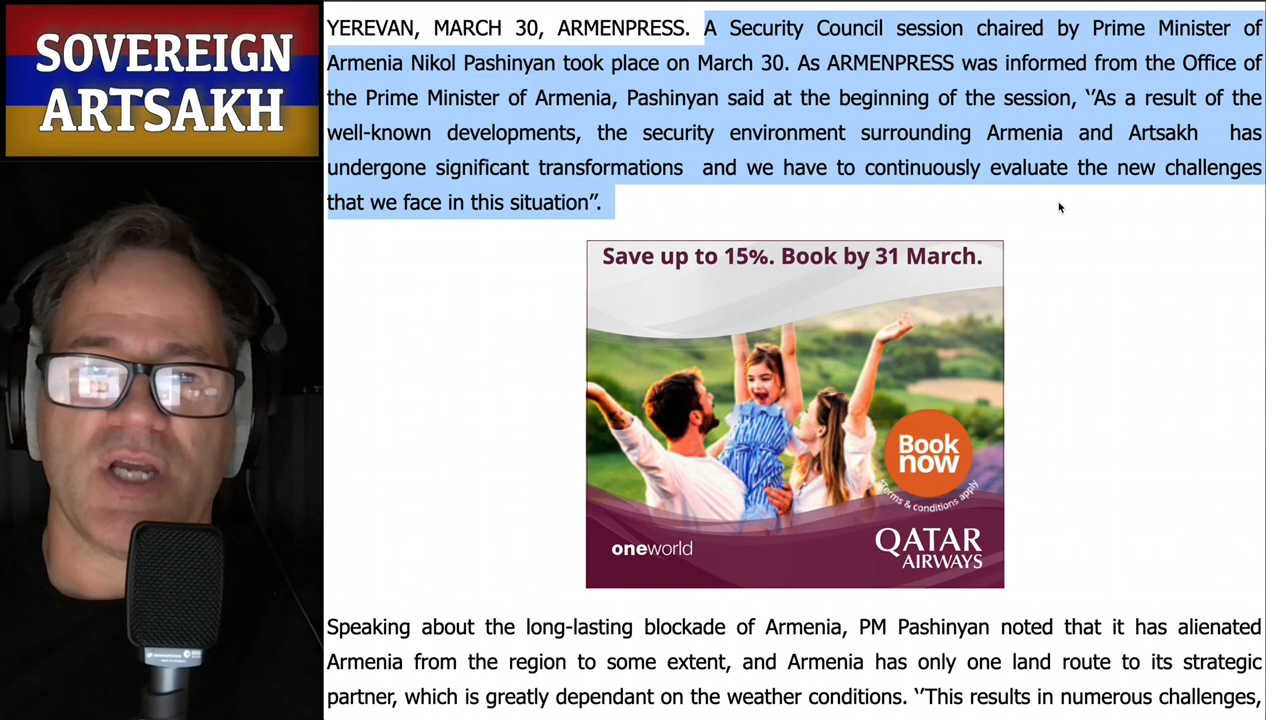 SOVEREIGN
ARTSAKH
YEREVAN, MARCH 30, ARMENPRESS. A Security Council session chaired by Prime Minister of
Armenia Nikol Pashinyan took place on March 30. As ARMENPRESS was informed from the Office of
the Prime Minister of Armenia, Pashinyan said at the beginning of the session, ‘’As a result of the
well-known developments, the security environment surrounding Armenia and Artsakh has
undergone significant transformations and we have to continuously evaluate the new challenges
that we face in this situation”.
Save up to 15%. Book by 31 March.
Book
now
Terms & conditions apply
oneworld
QATAR
AIRWAYS
Speaking about the long-lasting blockade of Armenia, PM Pashinyan noted that it has alienated
Armenia from the region to some extent, and Armenia has only one land route to its strategic
partner, which is greatly dependant on the weather conditions. ‘’This results in numerous challenges,